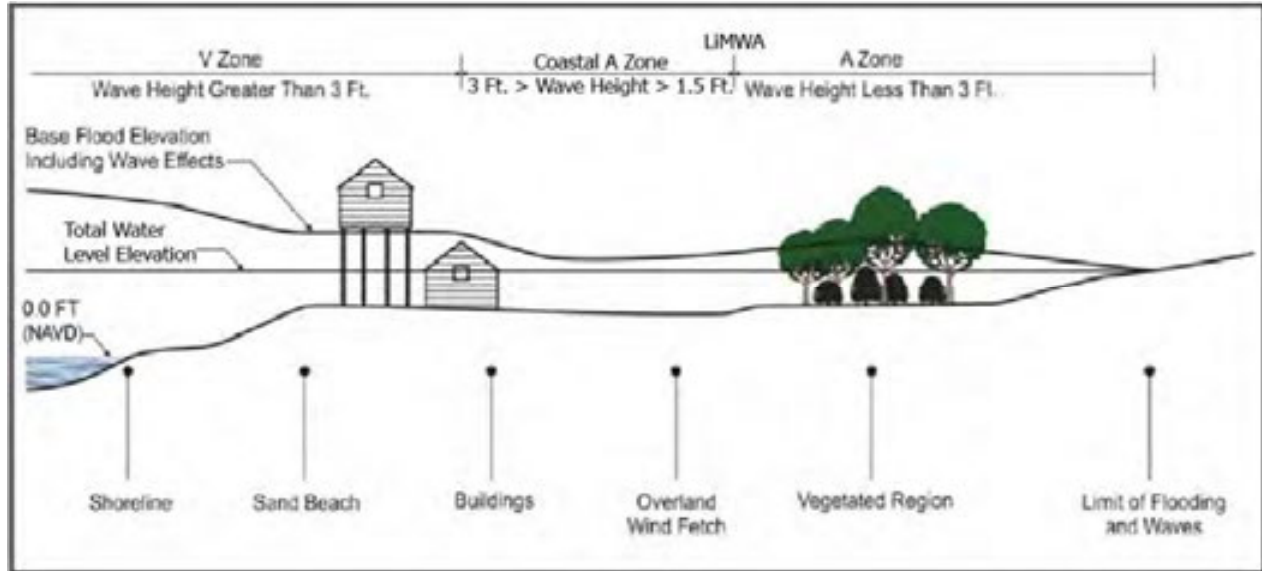 LiMWA
V Zone
Coastal A Zone
A Zone
Wave Height Greater Than 3 Ft.
3 Ft. > Wave Height > 1.5 Ft.
Wave Height Less Than 3 Ft.
Base Flood Elevation
Including Wave Effects
Total Water
Level Elevation
0.0 FT
(NAVD)
Shoreline
Sand Beach
Buildings
Overland
Wind Fetch
Vegetated Region
Limit of Flooding
and Waves